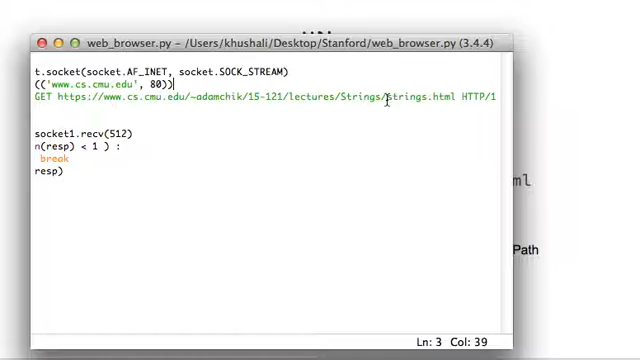 web_browser.py - /Users/khushali/Desktop/Stanford/web_browser.py (3.4.4)
t.socket(socket.AF_INET, socket.SOCK_STREAM)
(('www.cs.cmu.edu', 80))
GET https://www.cs.cmu.edu/~adamchik/15-121/lectures/Strings/strings.html HTTP/1
socket1.recv(512)
n(resp) < 1 ) :
break
resp)
ml
Path
Ln: 3 Col: 39